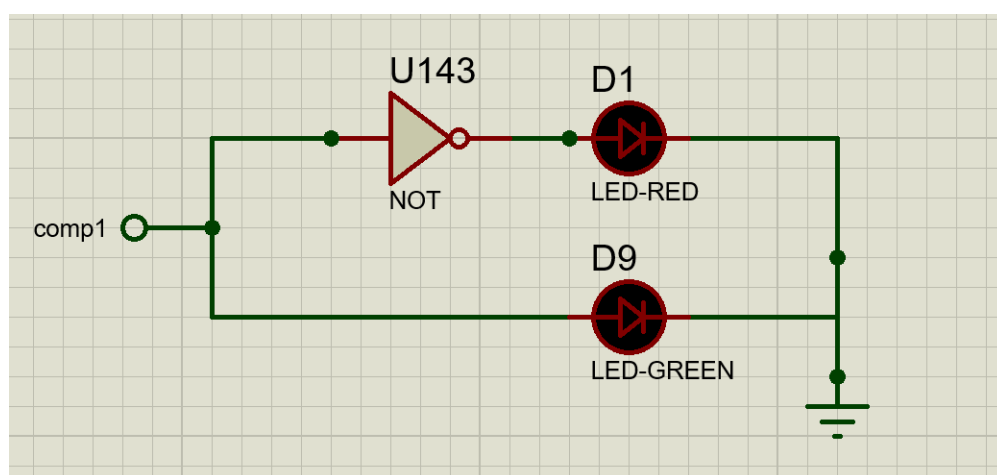 U143
D1
NOT
LED-RED
comp1
D9
LED-GREEN